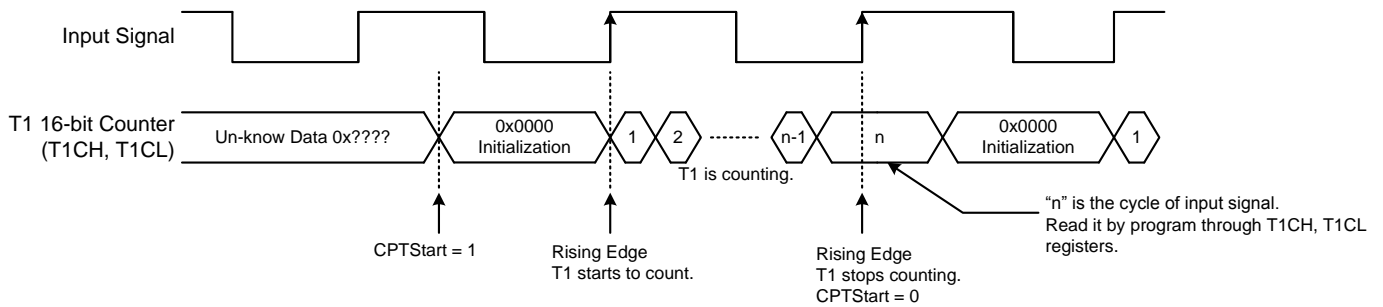 Input Signal
T1 16-bit Counter
(T1CH, T1CL)
Un-know Data 0x????
0x0000
Initialization
1
2
n-1
n
0x0000
Initialization
1
T1 is counting.
CPTStart = 1
Rising Edge
T1 starts to count.
Rising Edge
T1 stops counting.
CPTStart = 0
“n” is the cycle of input signal.
Read it by program through T1CH, T1CL
registers.